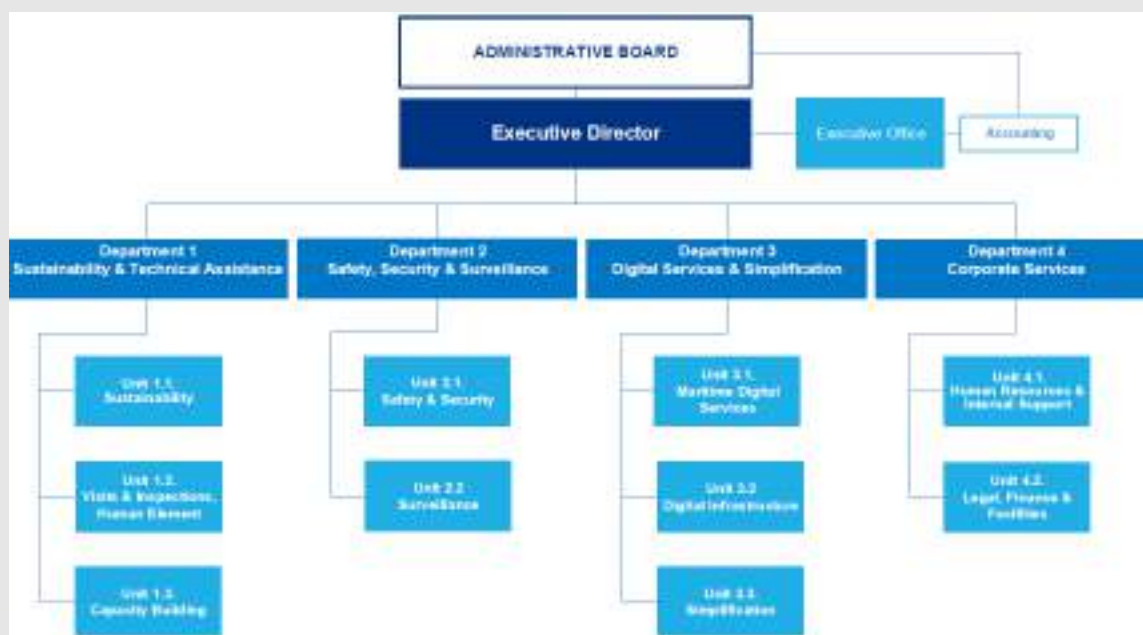 ADMINISTRATIVE BOARD
Executive Director
Executive Office
Accounting
Department 1
Sustainability & Technical Assistance
Department 2
Safety, Security & Surveillance
Department 3
Digital Services & Simplification
Department 4
Corporate Services
Unit 1.1.
Sustainability
Unit 2.1.
Safety & Security
Unit 3.1.
Maritime Digital
Services
Unit 4.1.
Human Resources &
Internal Support
Unit 1.2.
Visits & Inspections,
Human Element
Unit 2.2
Surveillance
Unit 3.2
Digital Infrastructure
Unit 4.2.
Legal, Finance &
Facilities
Unit 1.3.
Capacity Building
Unit 3.3.
Simplification